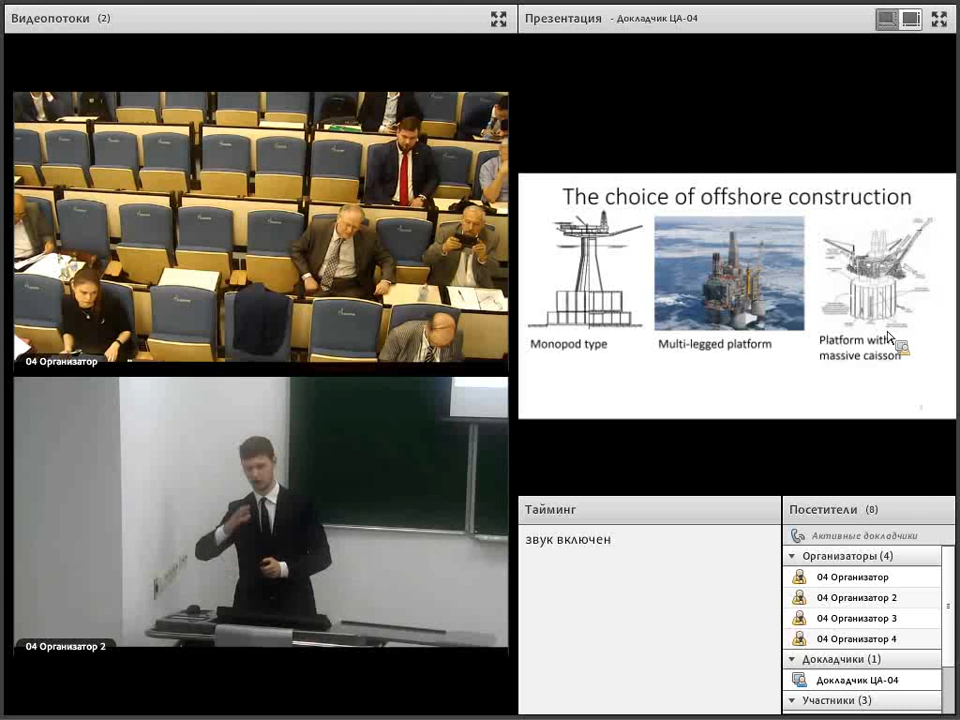 Видеопотоки (2)
04 Организатор
04 Организатор 2
Презентация - Докладчик ЦА-04
The choice of offshore construction
Monopod type
Multi-legged platform
Platform with
massive caisson
Тайминг
звук включен
Посетители (8)
Активные докладчики
Организаторы (4)
04 Организатор
04 Организатор 2
04 Организатор 3
04 Организатор 4
Докладчики (1)
Докладчик ЦА-04
Участники (3)